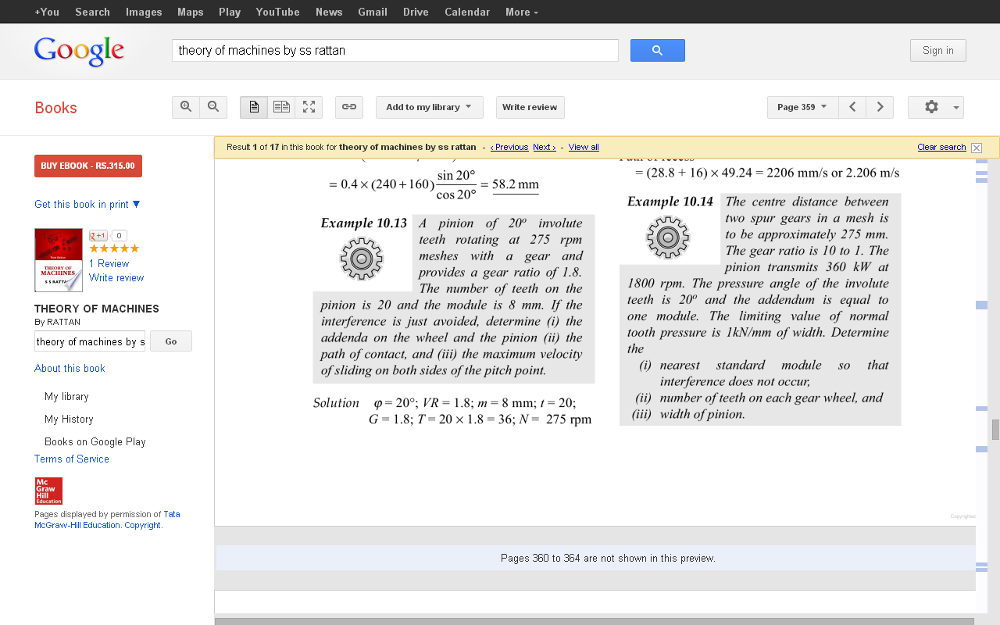 +You Search Images Maps Play YouTube News Gmail Drive Calendar More
Google
theory of machines by ss rattan
Sign in
Books
Add to my library
Write review
Page 359
Result 1 of 17 in this book for theory of machines by ss rattan - ‹ Previous Next › - View all
Clear search
BUY EBOOK - RS.315.00
Get this book in print ▼
+1 0
1 Review
Write review
THEORY OF MACHINES
S S RATTAN
THEORY OF MACHINES
By RATTAN
theory of machines by s
Go
About this book
My library
My History
Books on Google Play
Terms of Service
Mc
Graw
Hill
Education
Pages displayed by permission of Tata
McGraw-Hill Education. Copyright.
= 0.4 × (240 + 160) sin 20° / cos 20° = 58.2 mm
Example 10.13 A pinion of 20º involute
teeth rotating at 275 rpm
meshes with a gear and
provides a gear ratio of 1.8.
The number of teeth on the
pinion is 20 and the module is 8 mm. If the
interference is just avoided, determine (i) the
addenda on the wheel and the pinion (ii) the
path of contact, and (iii) the maximum velocity
of sliding on both sides of the pitch point.
Solution φ = 20°; VR = 1.8; m = 8 mm; t = 20;
G = 1.8; T = 20 × 1.8 = 36; N = 275 rpm
= (28.8 + 16) × 49.24 = 2206 mm/s or 2.206 m/s
Example 10.14 The centre distance between
two spur gears in a mesh is
to be approximately 275 mm.
The gear ratio is 10 to 1. The
pinion transmits 360 kW at
1800 rpm. The pressure angle of the involute
teeth is 20º and the addendum is equal to
one module. The limiting value of normal
tooth pressure is 1kN/mm of width. Determine
the
(i) nearest standard module so that
interference does not occur,
(ii) number of teeth on each gear wheel, and
(iii) width of pinion.
Pages 360 to 364 are not shown in this preview.